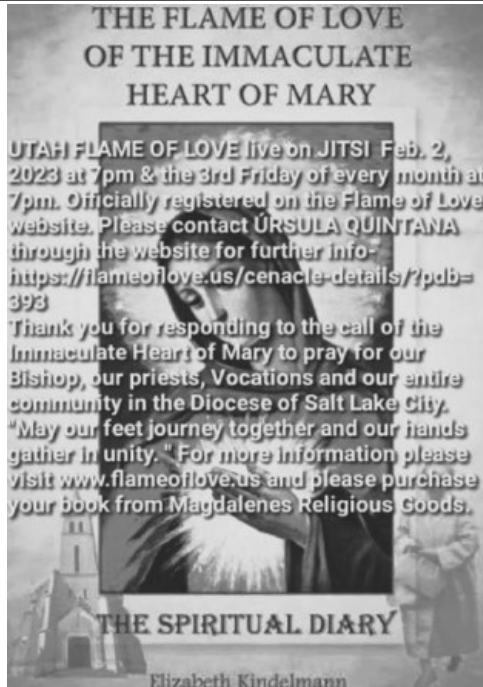 THE FLAME OF LOVE
OF THE IMMACULATE
HEART OF MARY
UTAH FLAME OF LOVE live on JITSI Feb. 2,
2023 at 7pm & the 3rd Friday of every month at
7pm. Officially registered on the Flame of Love
website. Please contact ÚRSULA QUINTANA
through the website for further info-
https://flameoflove.us/cenacle-details/?pdb=
393
Thank you for responding to the call of the
Immaculate Heart of Mary to pray for our
Bishop, our priests, Vocations and our entire
community in the Diocese of Salt Lake City.
"May our feet journey together and our hands
gather in unity. " For more information please
visit www.flameoflove.us and please purchase
your book from Magdalenes Religious Goods.
THE SPIRITUAL DIARY
Elizabeth Kindelmann